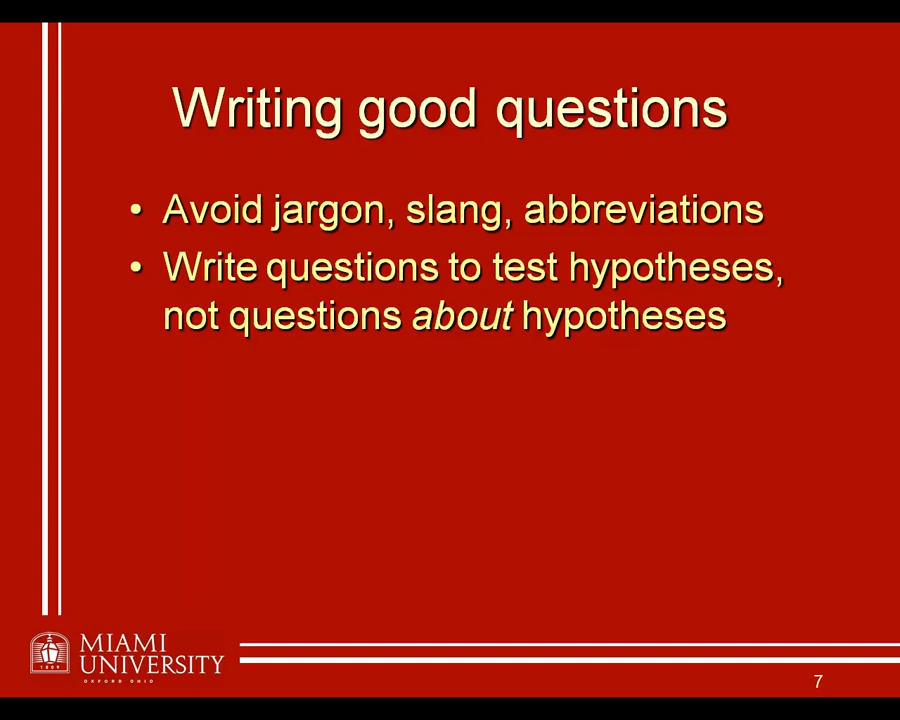 Writing good questions
• Avoid jargon, slang, abbreviations
• Write questions to test hypotheses,
not questions about hypotheses
1809
MIAMI
UNIVERSITY
OXFORD OHIO
7